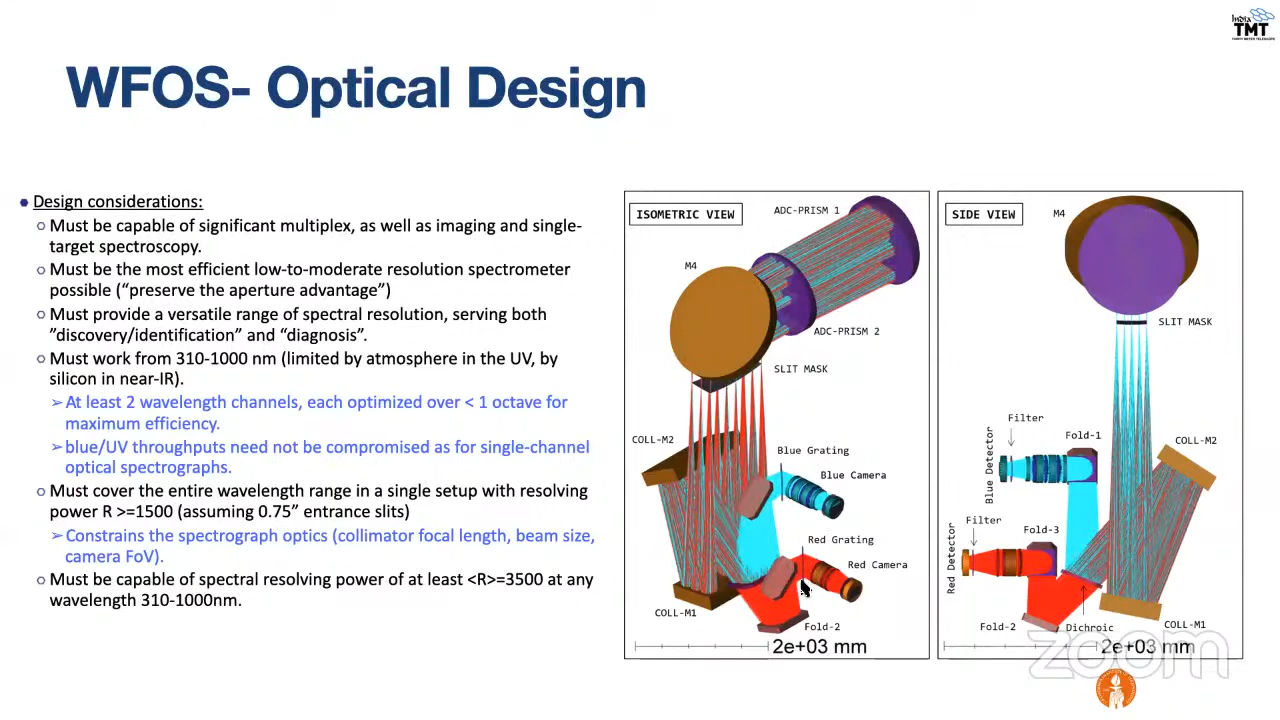 India
TMT
THIRTY METER TELESCOPE
WFOS- Optical Design
Design considerations:
Must be capable of significant multiplex, as well as imaging and single-
target spectroscopy.
Must be the most efficient low-to-moderate resolution spectrometer
possible (“preserve the aperture advantage”)
Must provide a versatile range of spectral resolution, serving both
”discovery/identification” and “diagnosis”.
Must work from 310-1000 nm (limited by atmosphere in the UV, by
silicon in near-IR).
➢At least 2 wavelength channels, each optimized over < 1 octave for
maximum efficiency.
➢blue/UV throughputs need not be compromised as for single-channel
optical spectrographs.
Must cover the entire wavelength range in a single setup with resolving
power R >=1500 (assuming 0.75” entrance slits)
➢Constrains the spectrograph optics (collimator focal length, beam size,
camera FoV).
Must be capable of spectral resolving power of at least <R>=3500 at any
wavelength 310-1000nm.
ISOMETRIC VIEW
ADC-PRISM 1
M4
ADC-PRISM 2
SLIT MASK
COLL-M2
Blue Grating
Blue Camera
Red Grating
Red Camera
COLL-M1
Fold-2
2e+03 mm
SIDE VIEW
M4
SLIT MASK
Filter
Fold-1
COLL-M2
Blue Detector
Filter
Fold-3
Red Detector
Fold-2
Dichroic
COLL-M1
2e+03 mm
zoom